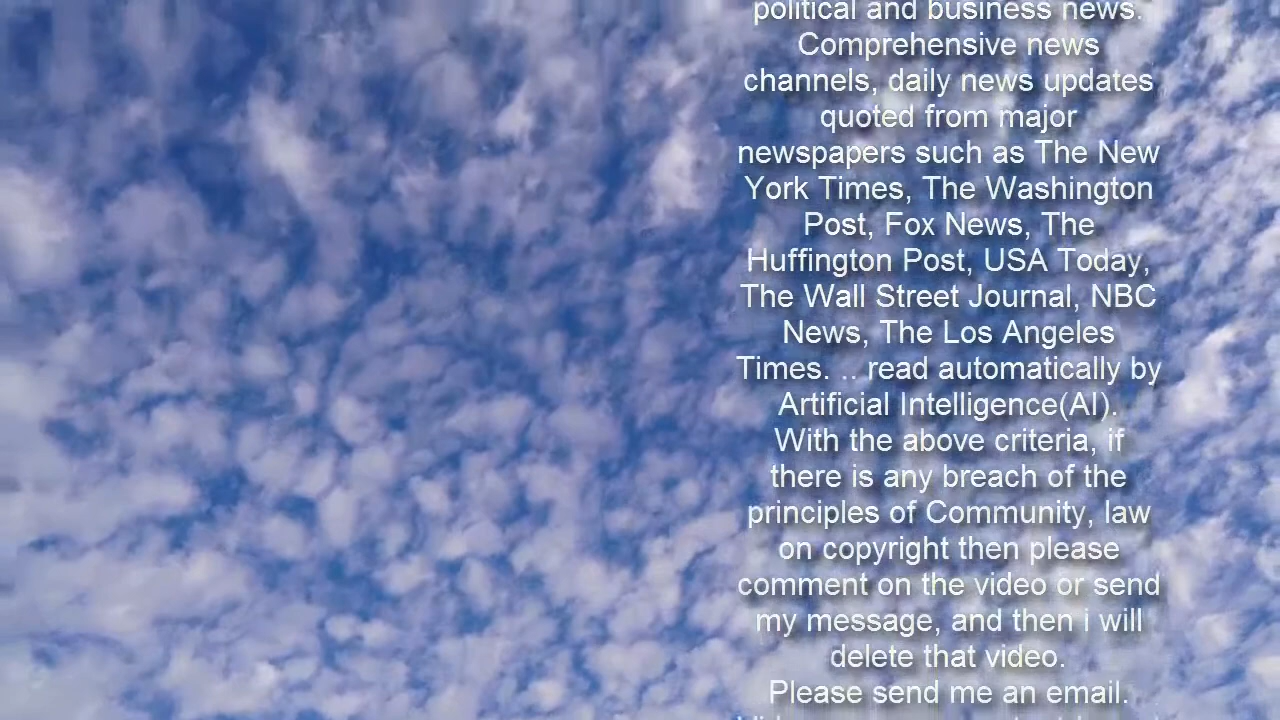 political and business news.
Comprehensive news
channels, daily news updates
quoted from major
newspapers such as The New
York Times, The Washington
Post, Fox News, The
Huffington Post, USA Today,
The Wall Street Journal, NBC
News, The Los Angeles
Times. .. read automatically by
Artificial Intelligence(AI).
With the above criteria, if
there is any breach of the
principles of Community, law
on copyright then please
comment on the video or send
my message, and then i will
delete that video.
Please send me an email.